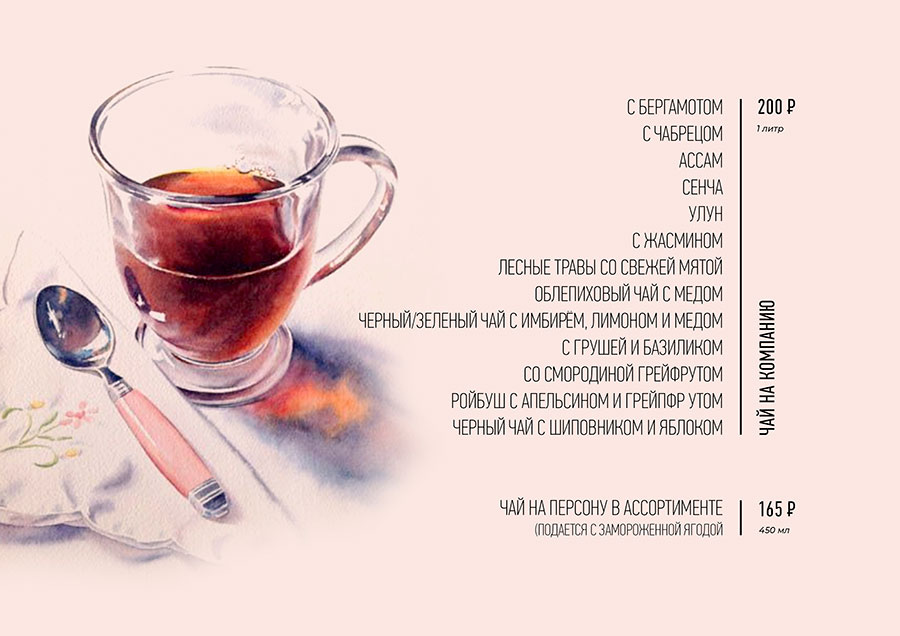 С БЕРГАМОТОМ
200 ₽
С ЧАБРЕЦОМ
1 литр
АССАМ
СЕНЧА
УЛУН
С ЖАСМИНОМ
ЛЕСНЫЕ ТРАВЫ СО СВЕЖЕЙ МЯТОЙ
ОБЛЕПИХОВЫЙ ЧАЙ С МЕДОМ
ЧЕРНЫЙ/ЗЕЛЕНЫЙ ЧАЙ С ИМБИРЁМ, ЛИМОНОМ И МЕДОМ
С ГРУШЕЙ И БАЗИЛИКОМ
СО СМОРОДИНОЙ ГРЕЙФРУТОМ
РОЙБУШ С АПЕЛЬСИНОМ И ГРЕЙПФР УТОМ
ЧЕРНЫЙ ЧАЙ С ШИПОВНИКОМ И ЯБЛОКОМ
ЧАЙ НА КОМПАНИЮ
ЧАЙ НА ПЕРСОНУ В АССОРТИМЕНТЕ
165 ₽
(ПОДАЕТСЯ С ЗАМОРОЖЕННОЙ ЯГОДОЙ
450 мл